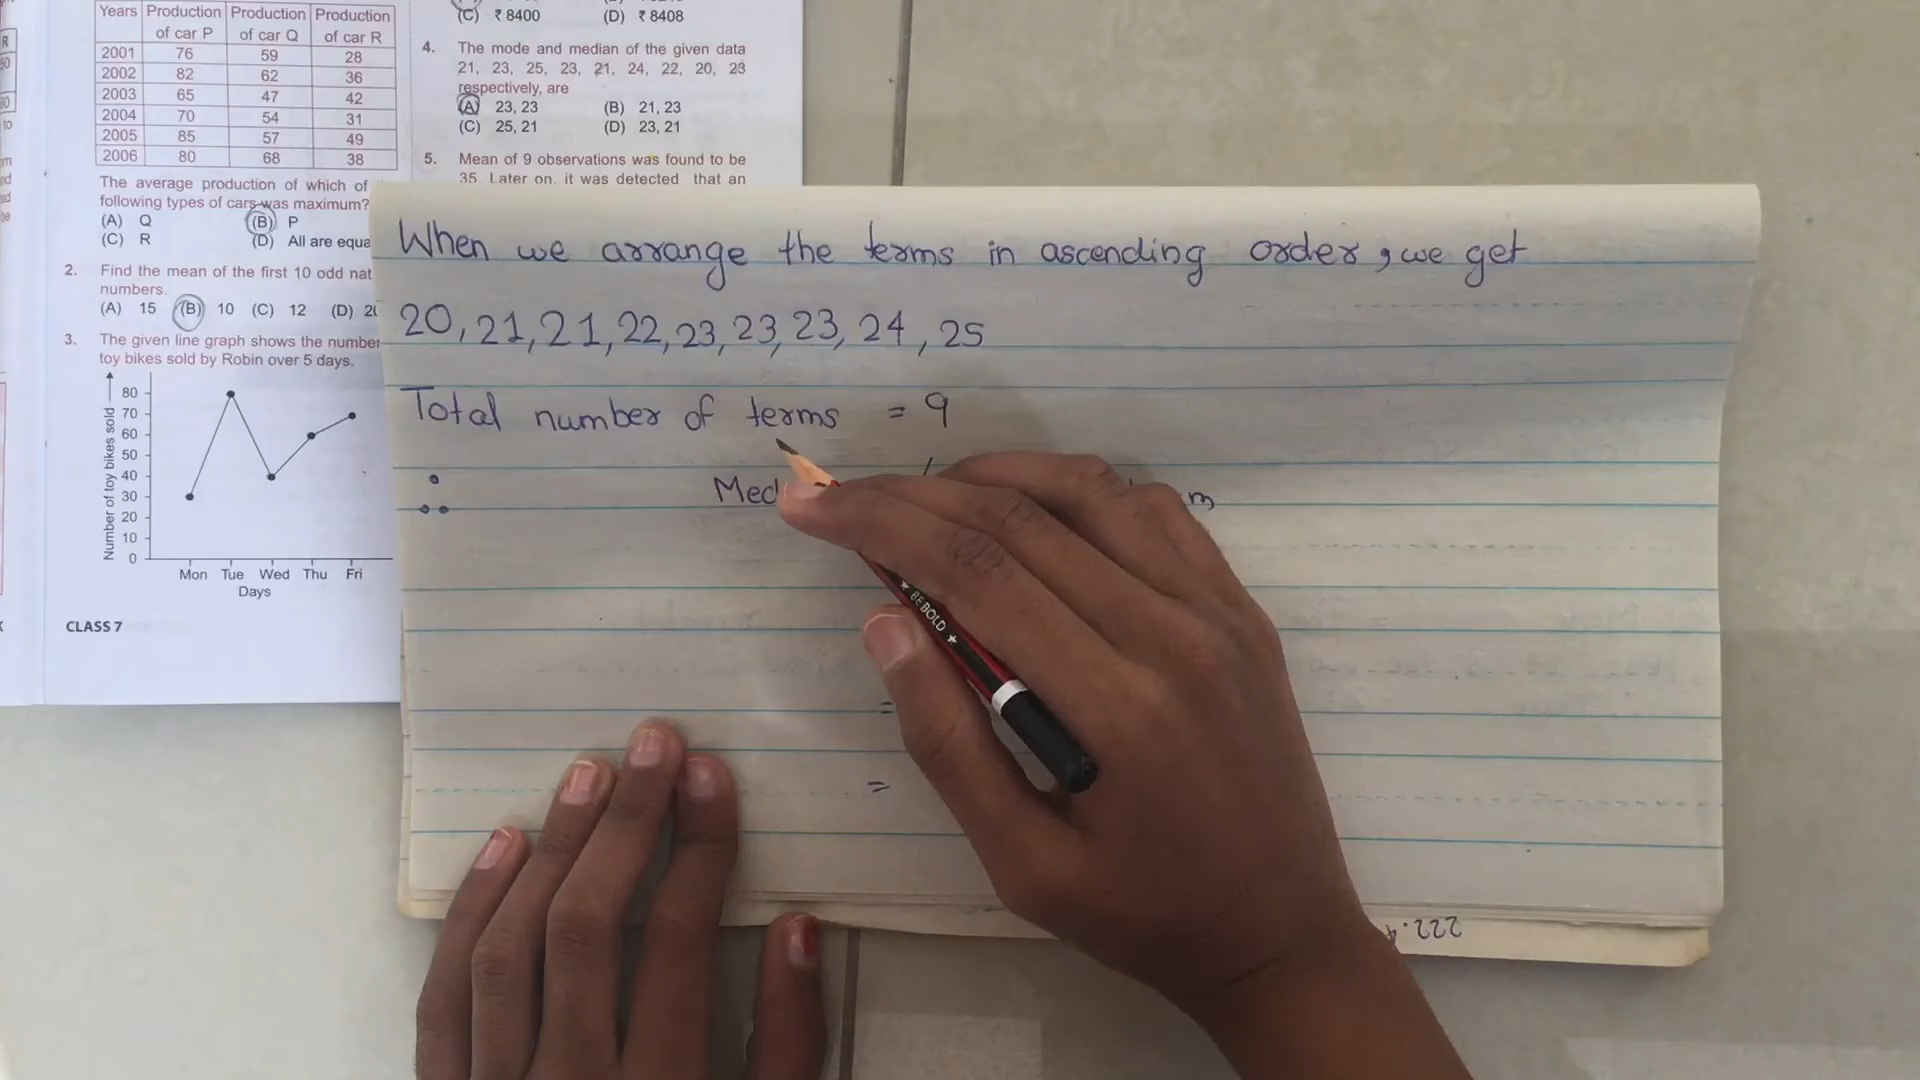 Years Production of car P Production of car Q Production of car R
2001 76 59 28
2002 82 62 36
2003 65 47 42
2004 70 54 31
2005 85 57 49
2006 80 68 38
The average production of which of
following types of cars was maximum?
(A) Q (B) P
(C) R (D) All are equa
2. Find the mean of the first 10 odd nat
numbers.
(A) 15 (B) 10 (C) 12 (D)
3. The given line graph shows the number
toy bikes sold by Robin over 5 days.
Number of toy bikes sold
80
70
60
50
40
30
20
10
0
Mon Tue Wed Thu Fri
Days
CLASS 7
(C) ₹ 8400 (D) ₹ 8408
4. The mode and median of the given data
21, 23, 25, 23, 21, 24, 22, 20, 23
respectively, are
(A) 23, 23 (B) 21, 23
(C) 25, 21 (D) 23, 21
5. Mean of 9 observations was found to be
35. Later on, it was detected that an
When we arrange the terms in ascending order, we get
20, 21, 21, 22, 23, 23, 23, 24, 25
Total number of terms = 9
∴ Med
=
=
BE BOLD